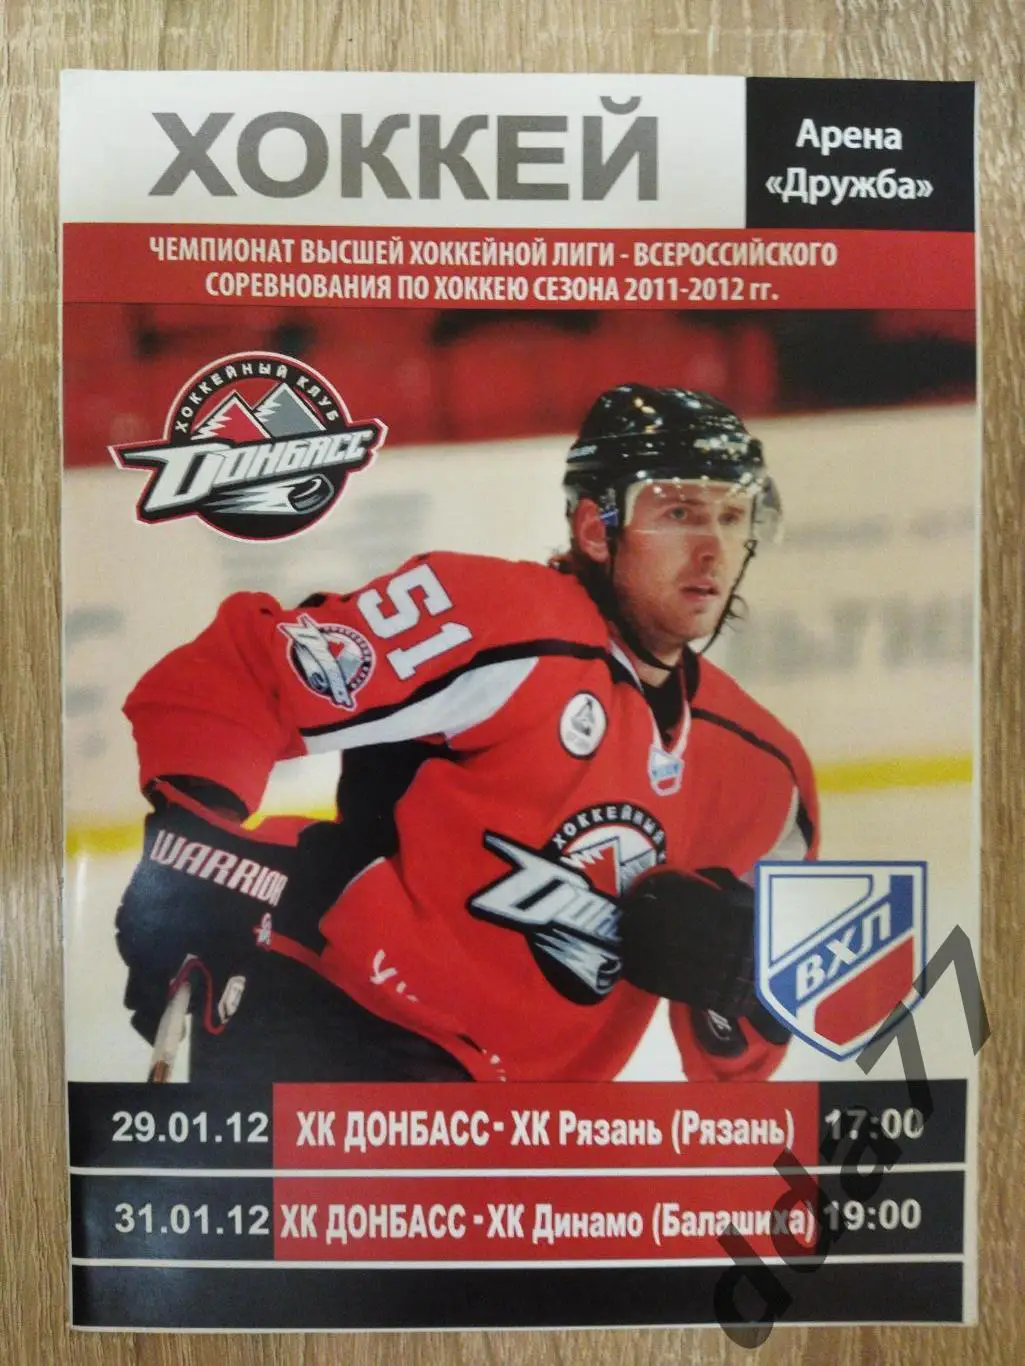 ХОККЕЙ
Арена
«Дружба»
ЧЕМПИОНАТ ВЫСШЕЙ ХОККЕЙНОЙ ЛИГИ - ВСЕРОССИЙСКОГО
СОРЕВНОВАНИЯ ПО ХОККЕЮ СЕЗОНА 2011-2012 гг.
ХОККЕЙНЫЙ КЛУБ
ДОНБАСС
51
WARRIOR
ХОККЕЙНЫЙ
ДОНБА
ВХЛ
29.01.12 ХК ДОНБАСС- ХК Рязань (Рязань) 17:00
31.01.12 ХК ДОНБАСС -ХК Динамо (Балашиха) 19:00
dda77